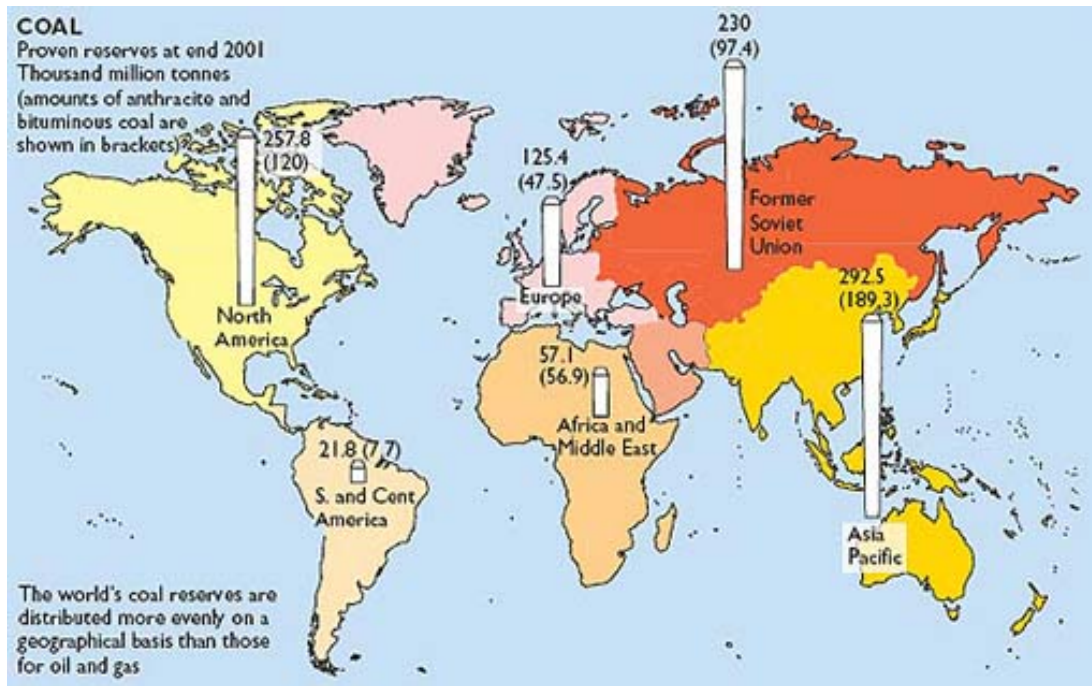 COAL
Proven reserves at end 2001
Thousand million tonnes
(amounts of anthracite and
bituminous coal are
shown in brackets)
257.8
(120)
North
America
125.4
(47.5)
Europe
230
(97.4)
Former
Soviet
Union
292.5
(189.3)
Asia
Pacific
57.1
(56.9)
Africa and
Middle East
21.8 (7.7)
S. and Cent
America
The world's coal reserves are
distributed more evenly on a
geographical basis than those
for oil and gas